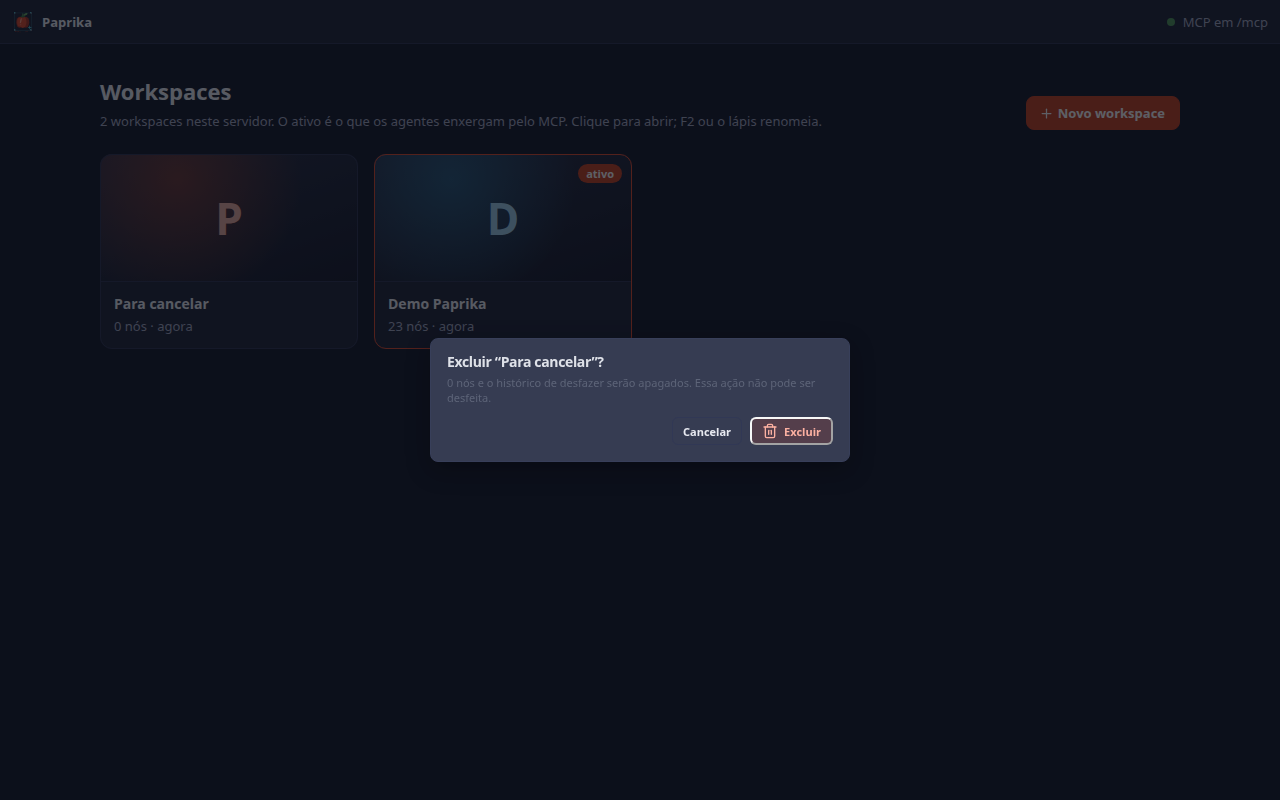 Paprika
MCP em /mcp
Workspaces
2 workspaces neste servidor. O ativo é o que os agentes enxergam pelo MCP. Clique para abrir; F2 ou o lápis renomeia.
+ Novo workspace
P
Para cancelar
0 nós · agora
ativo
D
Demo Paprika
23 nós · agora
Excluir “Para cancelar”?
0 nós e o histórico de desfazer serão apagados. Essa ação não pode ser
desfeita.
Cancelar
Excluir